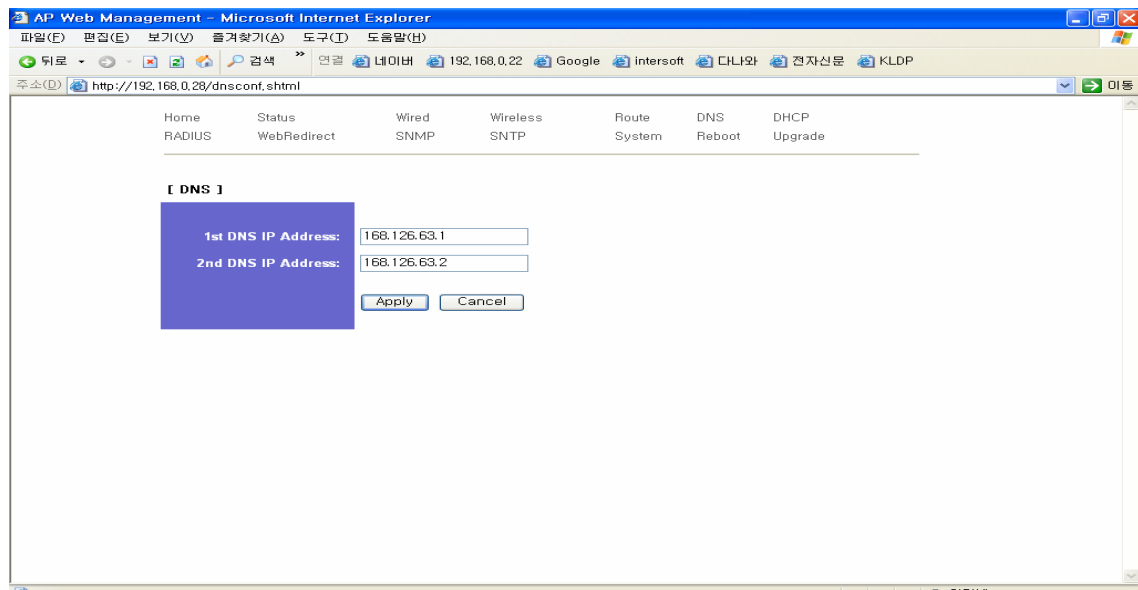 AP Web Management - Microsoft Internet Explorer
파일(F) 편집(E) 보기(V) 즐겨찾기(A) 도구(T) 도움말(H)
뒤로 검색 » 연결 네이버 192,168,0,22 Google intersoft 다나와 전자신문 KLDP
주소(D) http://192,168,0,28/dnsconf,shtml 이동
Home Status Wired Wireless Route DNS DHCP
RADIUS WebRedirect SNMP SNTP System Reboot Upgrade
[ DNS ]
1st DNS IP Address: 168.126.63.1
2nd DNS IP Address: 168.126.63.2
Apply Cancel